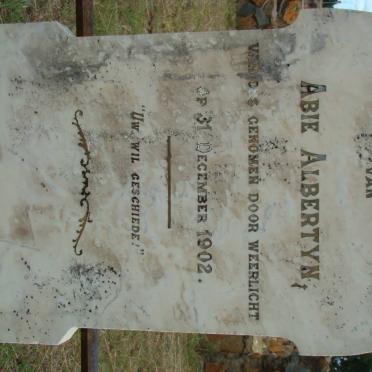 VAN
ABIE ALBERTYN,
GENOMEN DOOR WEERLICHT
OP 31 DECEMBER 1902.
"UW WIL GESCHIEDE."